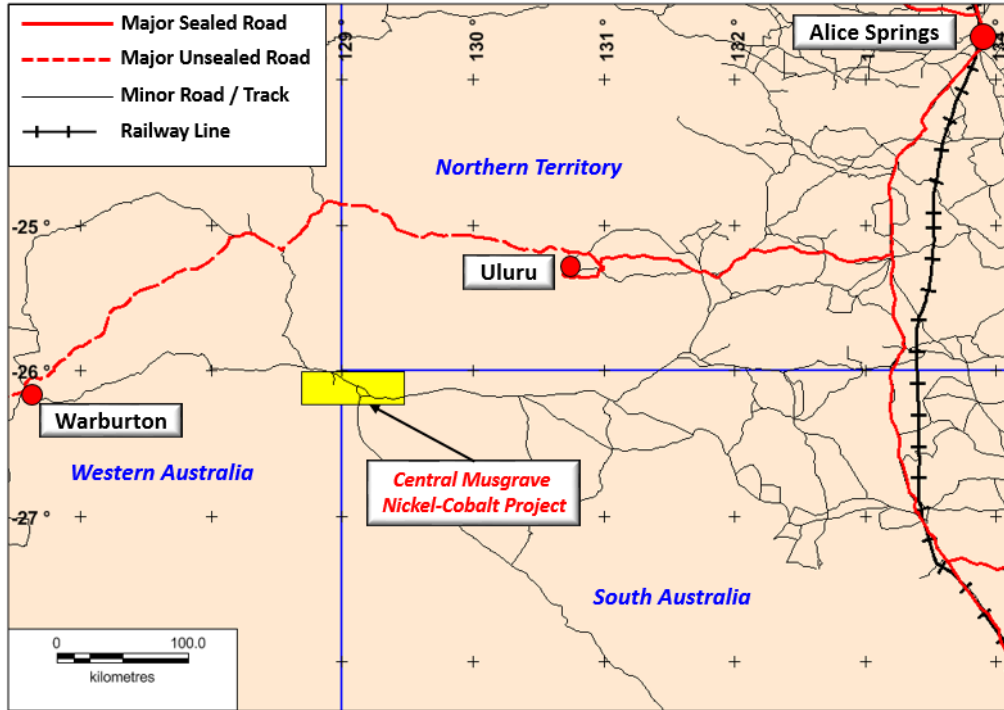 Major Sealed Road
Major Unsealed Road
Minor Road / Track
Railway Line
129
130
131
132
134
Alice Springs
Northern Territory
-25 °
Uluru
-26 °
Warburton
Western Australia
Central Musgrave
Nickel-Cobalt Project
-27 °
South Australia
0 100.0
kilometres